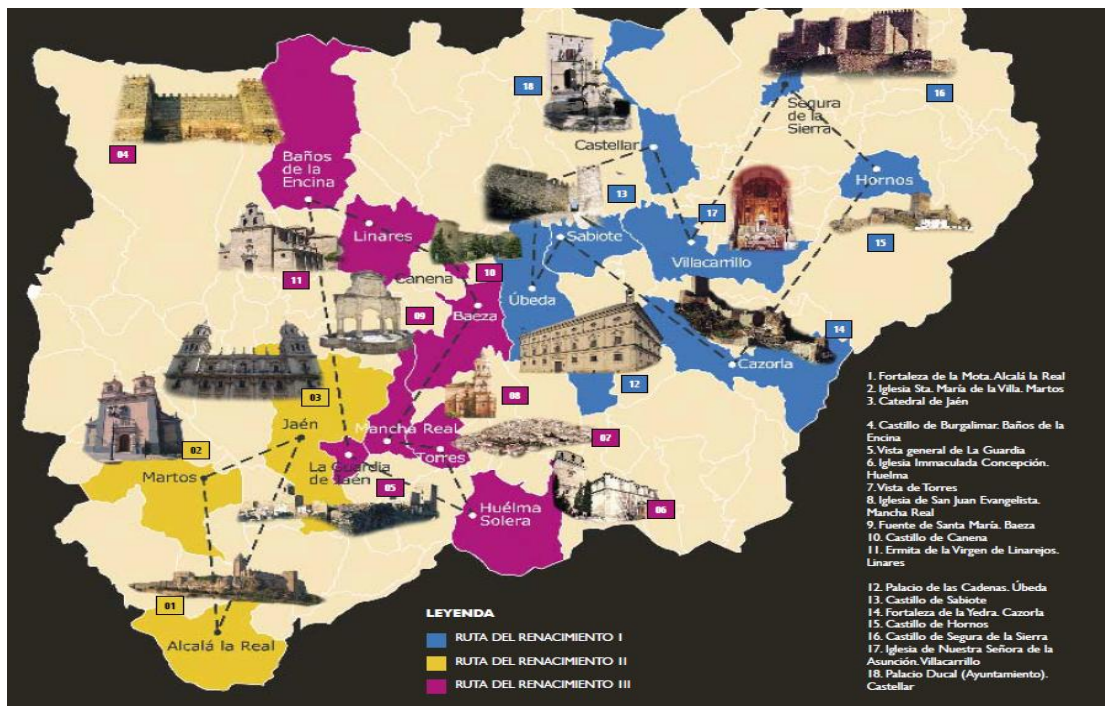 18
16
Segura
de la
Sierra
04
Castellar
Baños
de la
Encina
13
Hornos
17
Linares
Sabiote
15
10
Villacarrillo
11
Canena
Úbeda
09
Baeza
14
Cazorla
12
03
08
Jaén
Mancha Real
07
02
Torres
Martos
La Guardia
de Jaén
05
Huélma
Solera
06
01
Alcalá la Real
LEYENDA
RUTA DEL RENACIMIENTO I
RUTA DEL RENACIMIENTO II
RUTA DEL RENACIMIENTO III
1. Fortaleza de la Mota. Alcalá la Real
2. Iglesia Sta. María de la Villa. Martos
3. Catedral de Jaén
4. Castillo de Burgalimar. Baños de la
Encina
5. Vista general de La Guardia
6. Iglesia Immaculada Concepción.
Huelma
7. Vista de Torres
8. Iglesia de San Juan Evangelista.
Mancha Real
9. Fuente de Santa María. Baeza
10. Castillo de Canena
11. Ermita de la Virgen de Linarejos.
Linares
12. Palacio de las Cadenas. Úbeda
13. Castillo de Sabiote
14. Fortaleza de la Yedra. Cazorla
15. Castillo de Hornos
16. Castillo de Segura de la Sierra
17. Iglesia de Nuestra Señora de la
Asunción. Villacarrillo
18. Palacio Ducal (Ayuntamiento).
Castellar